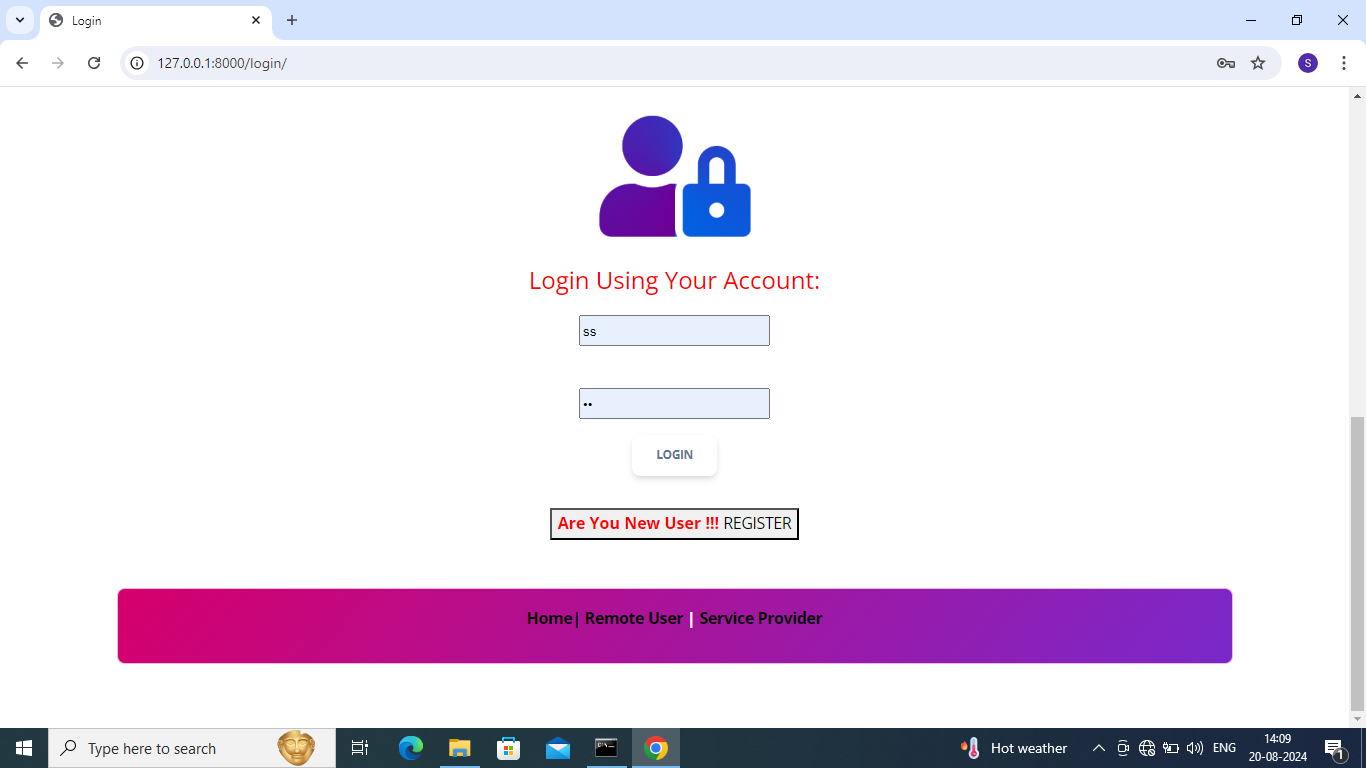 Login
127.0.0.1:8000/login/
S
Login Using Your Account:
ss
••
LOGIN
Are You New User !!! REGISTER
Home| Remote User | Service Provider
Type here to search
Hot weather
ENG
14:09
20-08-2024
1